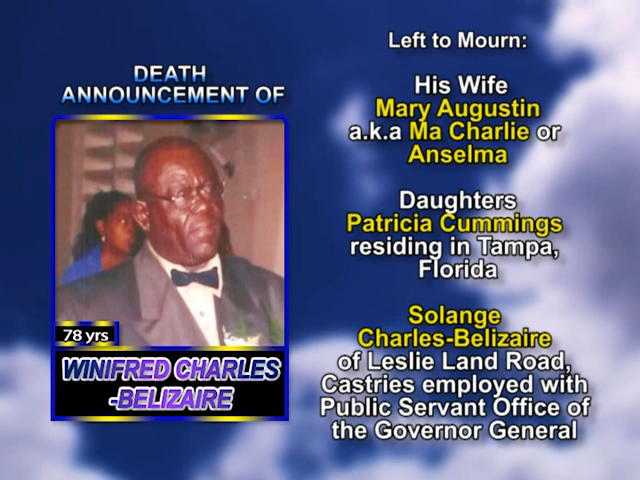 DEATH
ANNOUNCEMENT OF
78 yrs
WINIFRED CHARLES
-BELIZAIRE
Left to Mourn:
His Wife
Mary Augustin
a.k.a Ma Charlie or
Anselma
Daughters
Patricia Cummings
residing in Tampa,
Florida
Solange
Charles-Belizaire
of Leslie Land Road,
Castries employed with
Public Servant Office of
the Governor General